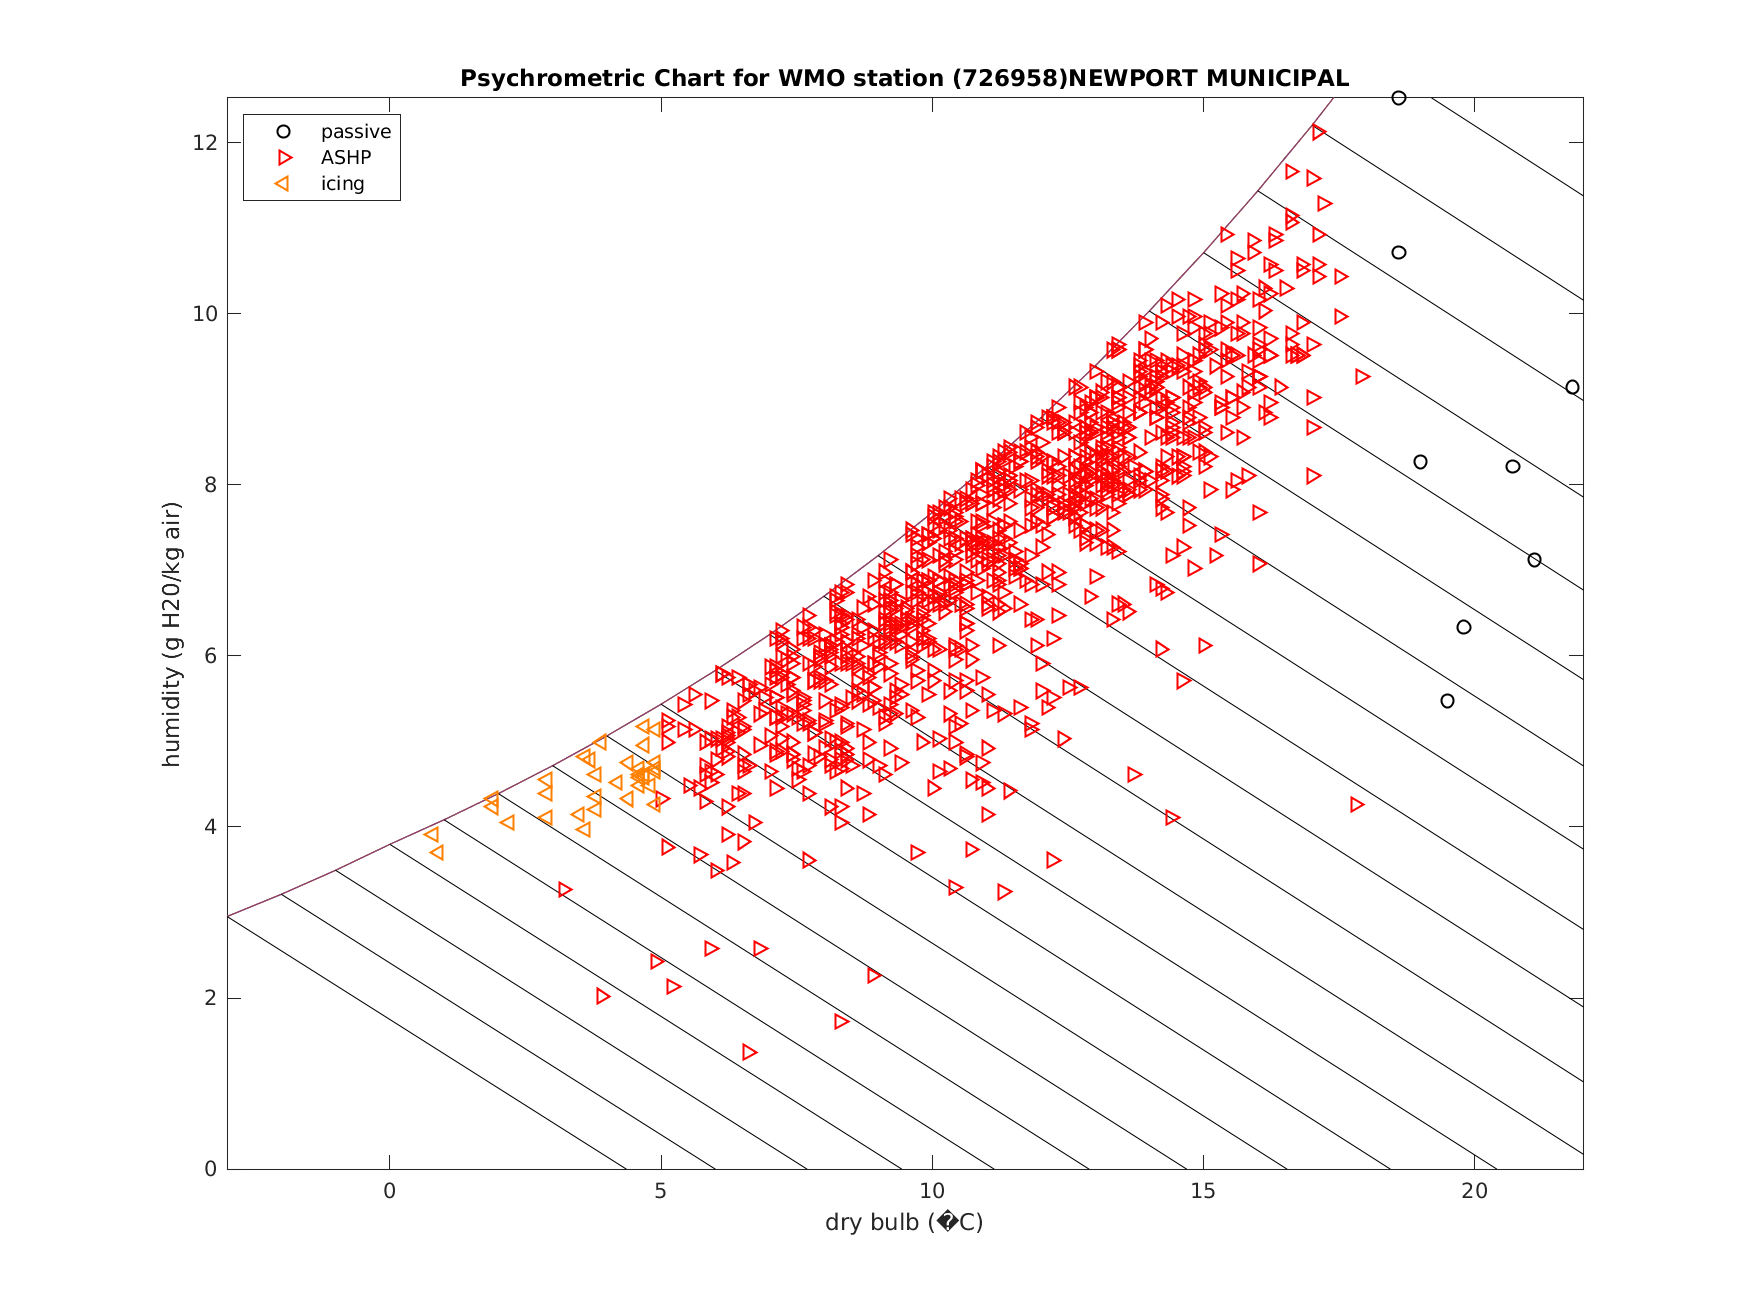 Psychrometric Chart for WMO station (726958)NEWPORT MUNICIPAL
passive
ASHP
icing
12
10
8
6
4
2
0
humidity (g H20/kg air)
0 5 10 15 20
dry bulb (�C)